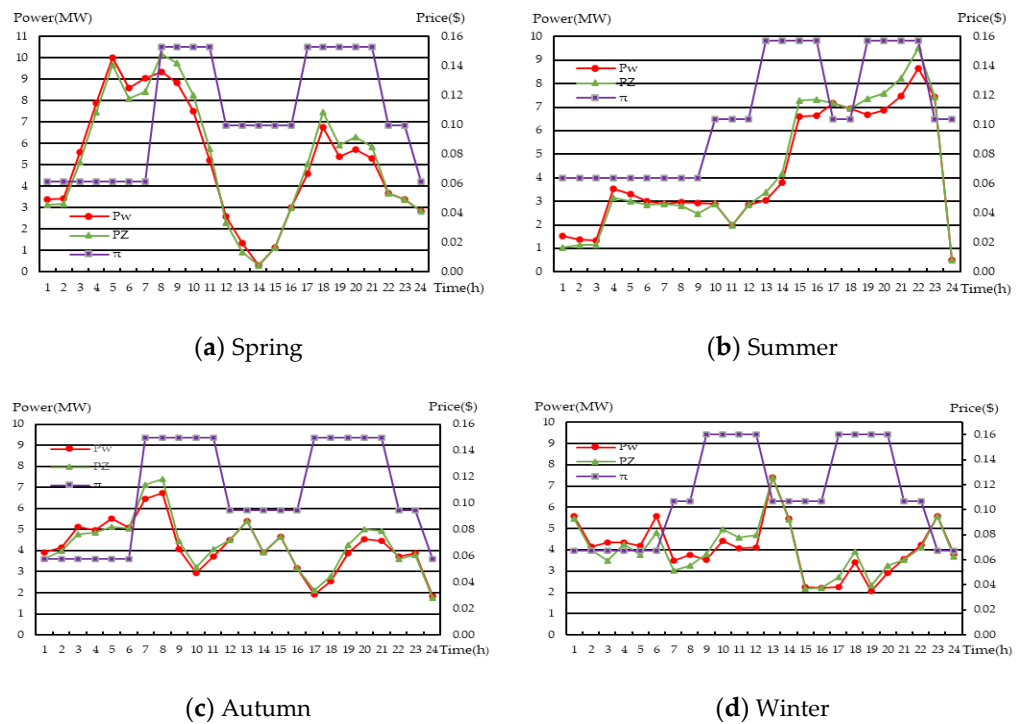 Power(MW) Price($)
11 0.16
10 0.14
9
8 0.12
7 0.10
6 0.08
5
4 0.06
3 Pw 0.04
2 PZ
1 π 0.02
0 0.00
1 2 3 4 5 6 7 8 9 10 11 12 13 14 15 16 17 18 19 20 21 22 23 24 Time(h)
(a) Spring
Power(MW) Price($)
10 0.16
9 Pw 0.14
8 PZ 0.12
7 π
6 0.10
5 0.08
4 0.06
3 0.04
2
1 0.02
0 0.00
1 2 3 4 5 6 7 8 9 10 11 12 13 14 15 16 17 18 19 20 21 22 23 24 Time(h)
(b) Summer
Power(MW) Price($)
10 0.16
9 Pw 0.14
8 PZ 0.12
7 π
6 0.10
5 0.08
4 0.06
3 0.04
2
1 0.02
0 0.00
1 2 3 4 5 6 7 8 9 10 11 12 13 14 15 16 17 18 19 20 21 22 23 24 Time(h)
(c) Autumn
Power(MW) Price($)
10 0.16
9 Pw 0.14
8 PZ
7 π 0.12
6 0.10
5 0.08
4 0.06
3 0.04
2
1 0.02
0 0.00
1 2 3 4 5 6 7 8 9 10 11 12 13 14 15 16 17 18 19 20 21 22 23 24 Time(h)
(d) Winter